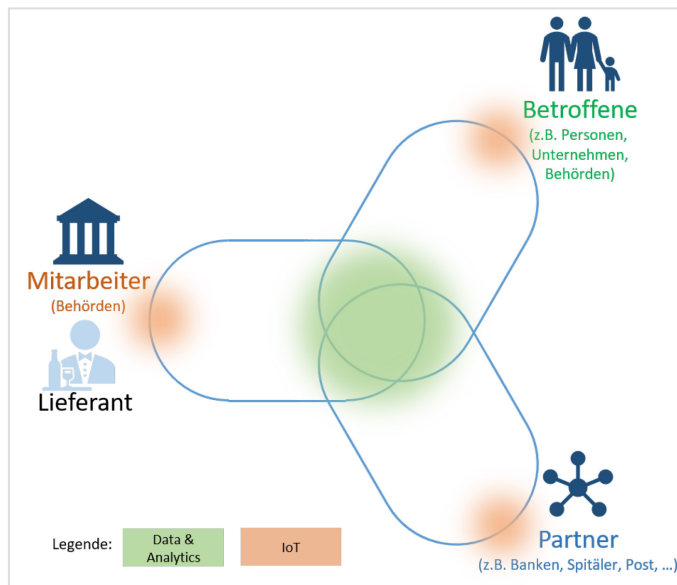 Betroffene
(z.B. Personen,
Unternehmen,
Behörden)
Mitarbeiter
(Behörden)
Lieferant
Partner
(z.B. Banken, Spitäler, Post, ...)
Legende:
Data &
Analytics
IoT